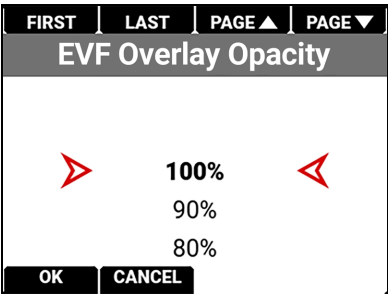 FIRST LAST PAGE▲ PAGE▼
EVF Overlay Opacity
100%
90%
80%
OK CANCEL